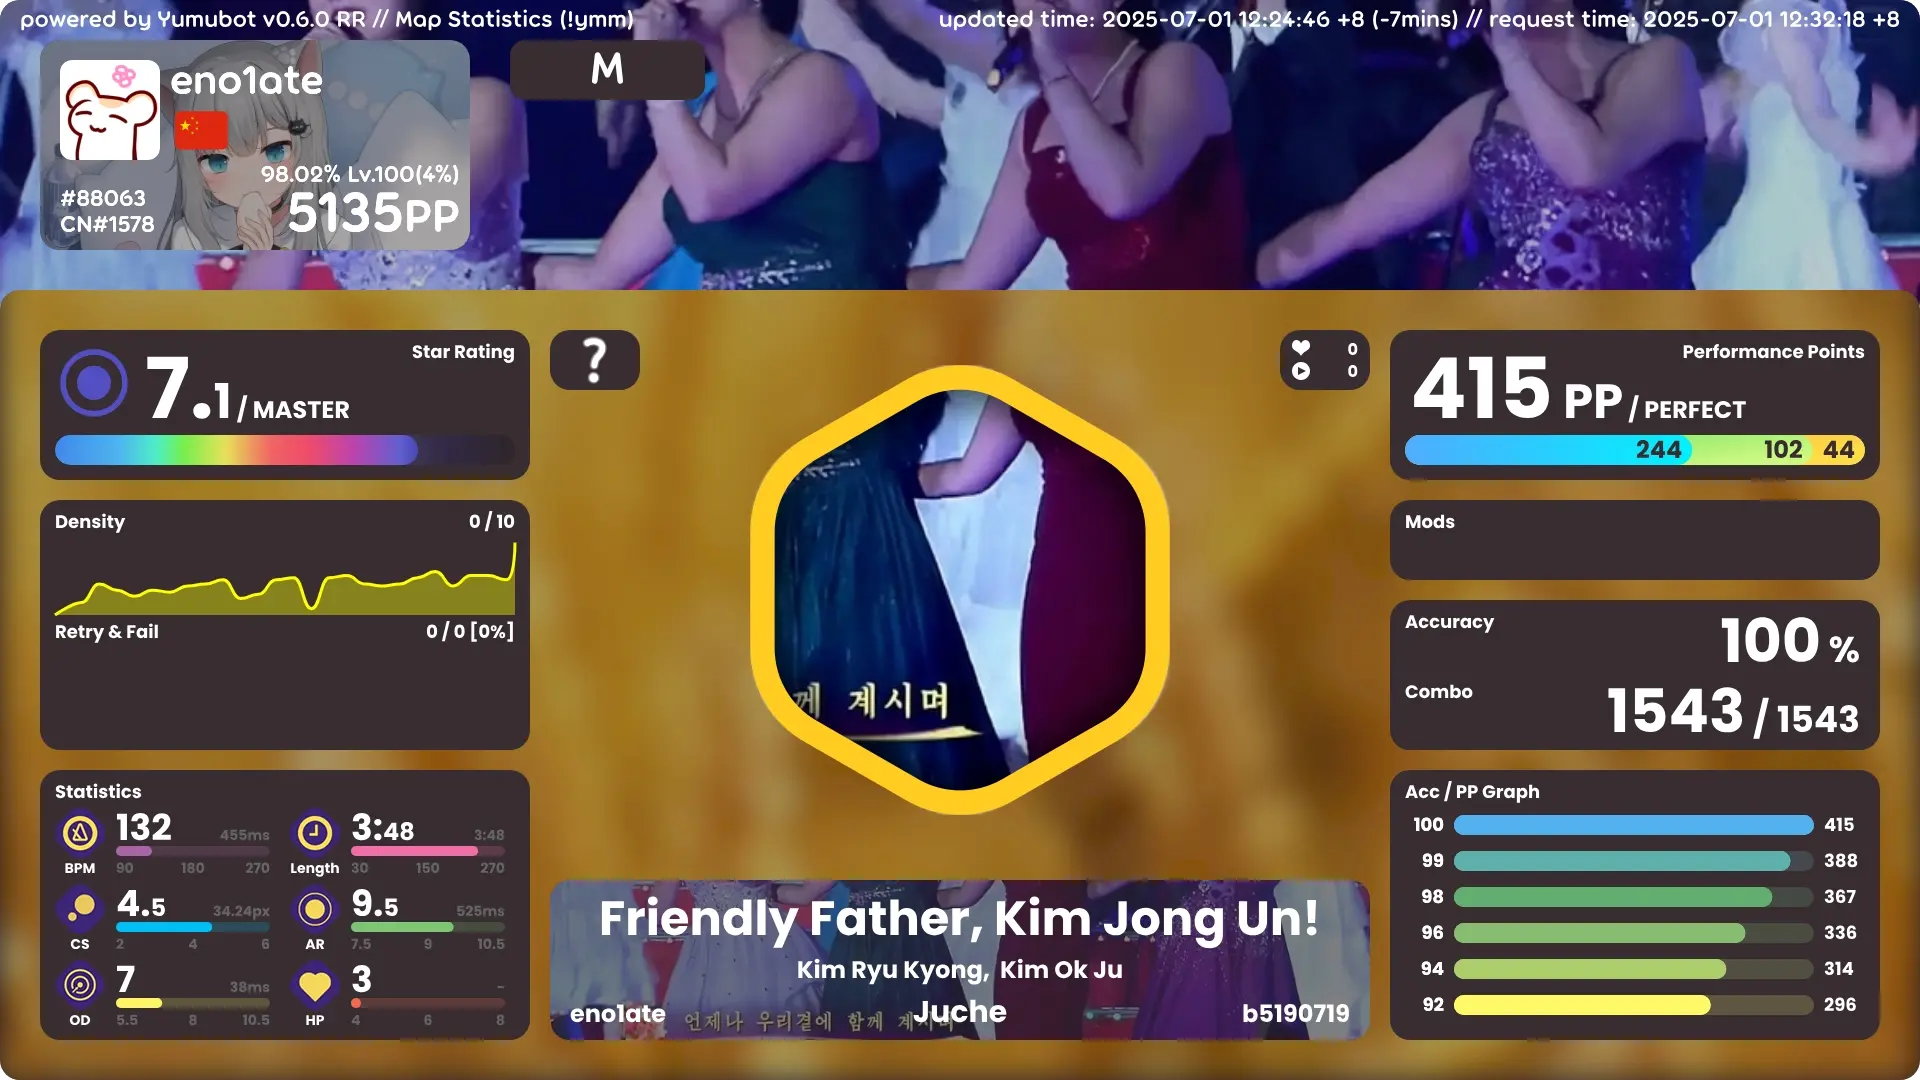 powered by Yumubot v0.6.0 RR // Map Statistics (!ymm)
updated time: 2025-07-01 12:24:46 +8 (-7mins) // request time: 2025-07-01 12:32:18 +8
eno1ate
98.02% Lv.100(4%)
#88063
CN#1578
5135PP
M
Star Rating
7.1 / MASTER
?
0
0
Performance Points
415 PP / PERFECT
244 102 44
Density 0 / 10
Retry & Fail 0 / 0 [0%]
Mods
Accuracy 100 %
Combo 1543 / 1543
께 계시며
Statistics
132 455ms
BPM 90 180 270
3:48 3:48
Length 30 150 270
4.5 34.24px
CS 2 4 6
9.5 525ms
AR 7.5 9 10.5
7 38ms
OD 5.5 8 10.5
3 -
HP 4 6 8
Friendly Father, Kim Jong Un!
Kim Ryu Kyong, Kim Ok Ju
eno1ate Juche b5190719
언제나 우리곁에 함께 계시며
Acc / PP Graph
100 415
99 388
98 367
96 336
94 314
92 296